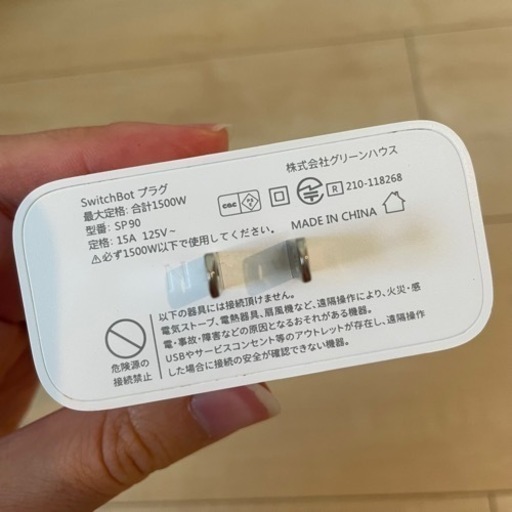 SwitchBot プラグ
最大定格: 合計1500W
型番: SP90
定格: 15A 125V~
⚠必ず1500W以下で使用してください。
株式会社グリーンハウス
R 210-118268
MADE IN CHINA
以下の器具には接続頂けません。
電気ストーブ、電熱器具、扇風機など、遠隔操作により、火災・感
電・事故・障害などの原因となるおそれがある機器。
USBやサービスコンセント等のアウトレットが存在し、遠隔操作
した場合に接続の安全が確認できない機器。
危険源の
接続禁止